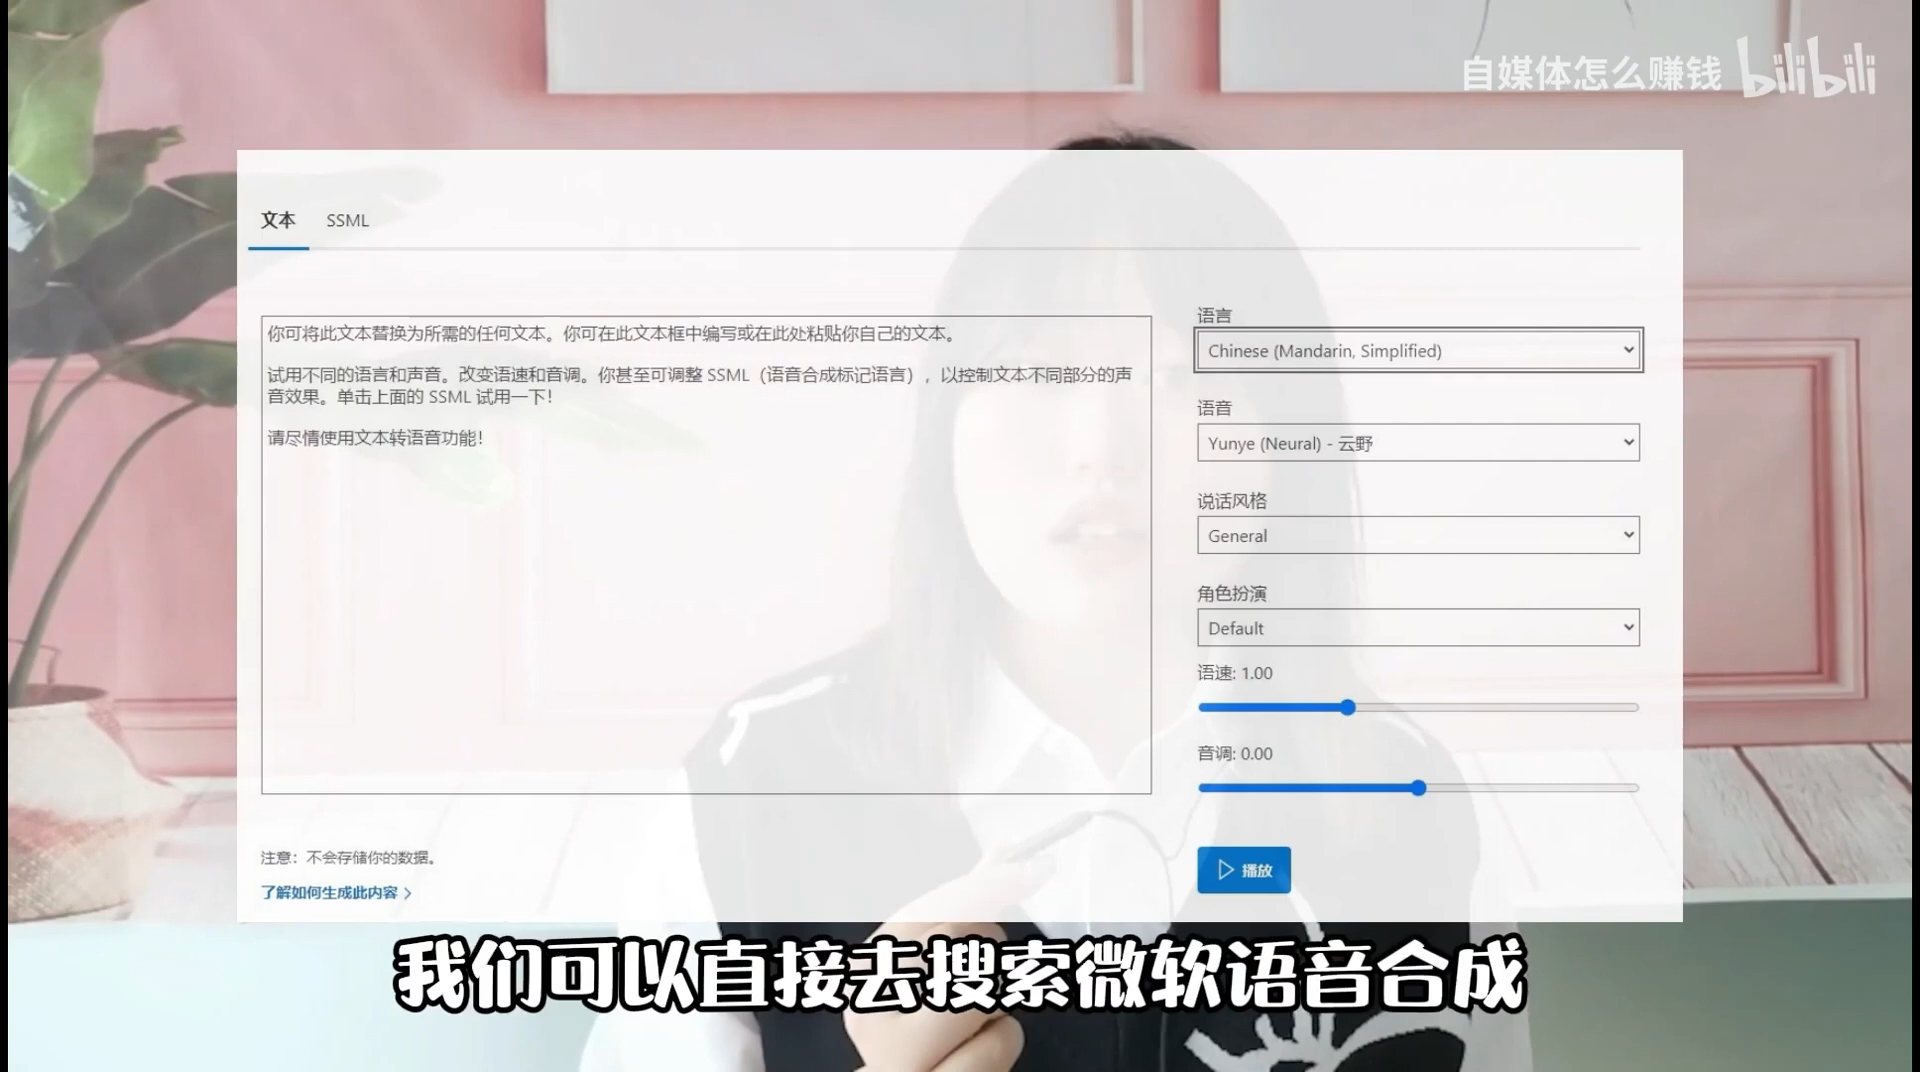 自媒体怎么赚钱 bilibili
文本 SSML
你可将此文本替换为所需的任何文本。你可在此文本框中编写或在此处粘贴你自己的文本。
试用不同的语言和声音。改变语速和音调。你甚至可调整 SSML（语音合成标记语言），以控制文本不同部分的声
音效果。单击上面的 SSML 试用一下！
请尽情使用文本转语音功能！
语言
Chinese (Mandarin, Simplified)
语音
Yunye (Neural) - 云野
说话风格
General
角色扮演
Default
语速: 1.00
音调: 0.00
播放
注意：不会存储你的数据。
了解如何生成此内容 >
我们可以直接去搜索微软语音合成